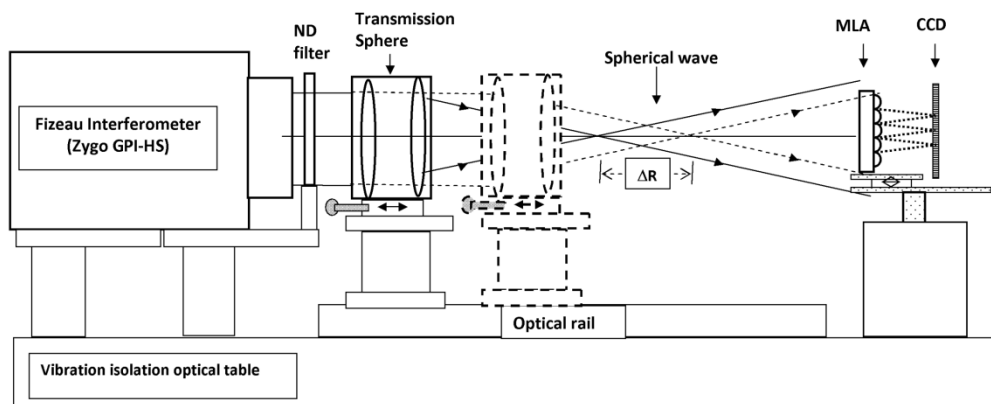 ND
filter
Transmission
Sphere
Spherical wave
MLA
CCD
Fizeau Interferometer
(Zygo GPI-HS)
ΔR
Optical rail
Vibration isolation optical table